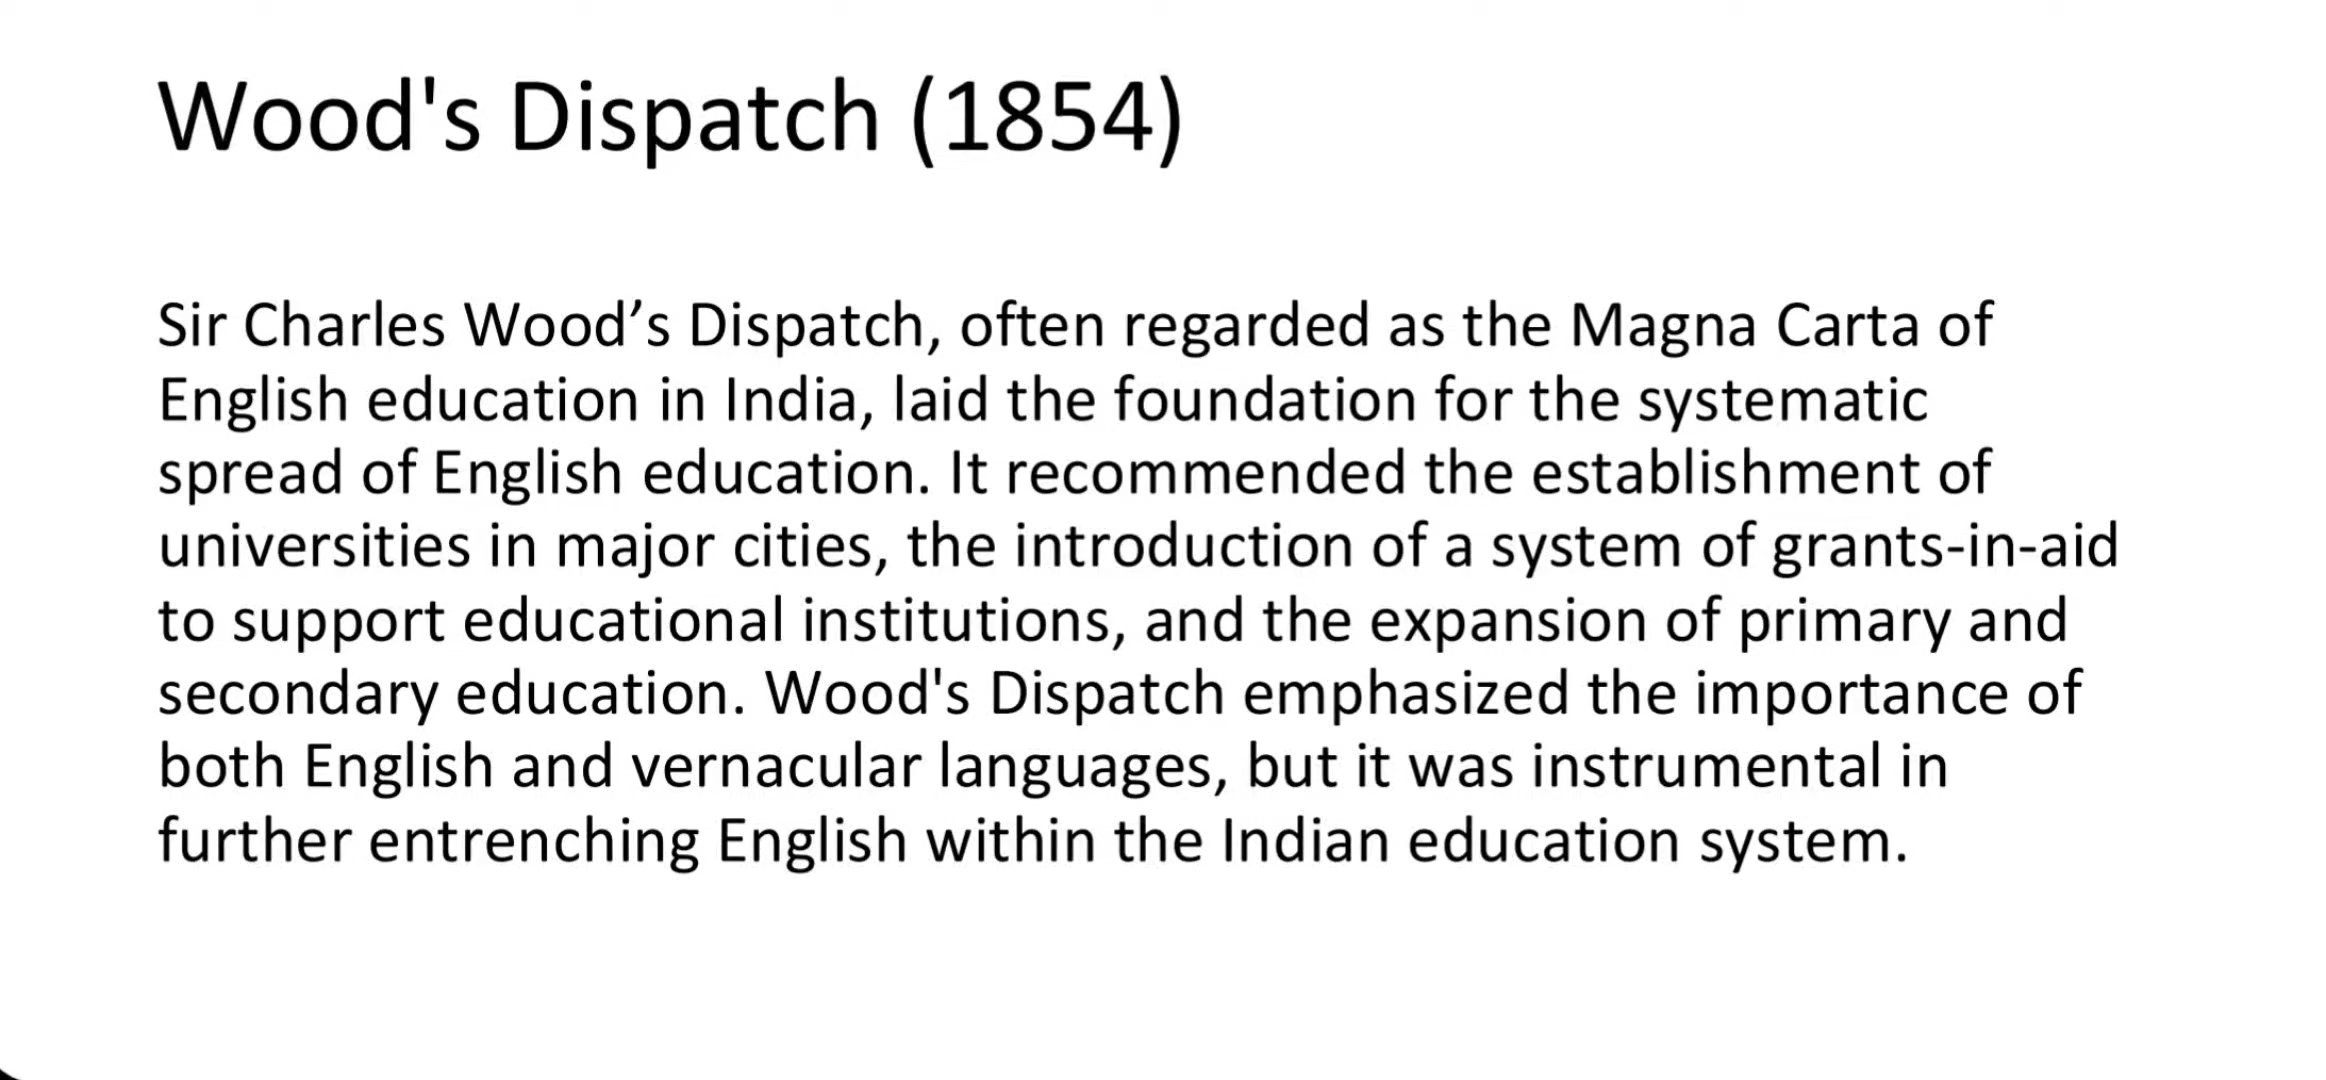 Wood's Dispatch (1854)
Sir Charles Wood’s Dispatch, often regarded as the Magna Carta of
English education in India, laid the foundation for the systematic
spread of English education. It recommended the establishment of
universities in major cities, the introduction of a system of grants-in-aid
to support educational institutions, and the expansion of primary and
secondary education. Wood's Dispatch emphasized the importance of
both English and vernacular languages, but it was instrumental in
further entrenching English within the Indian education system.